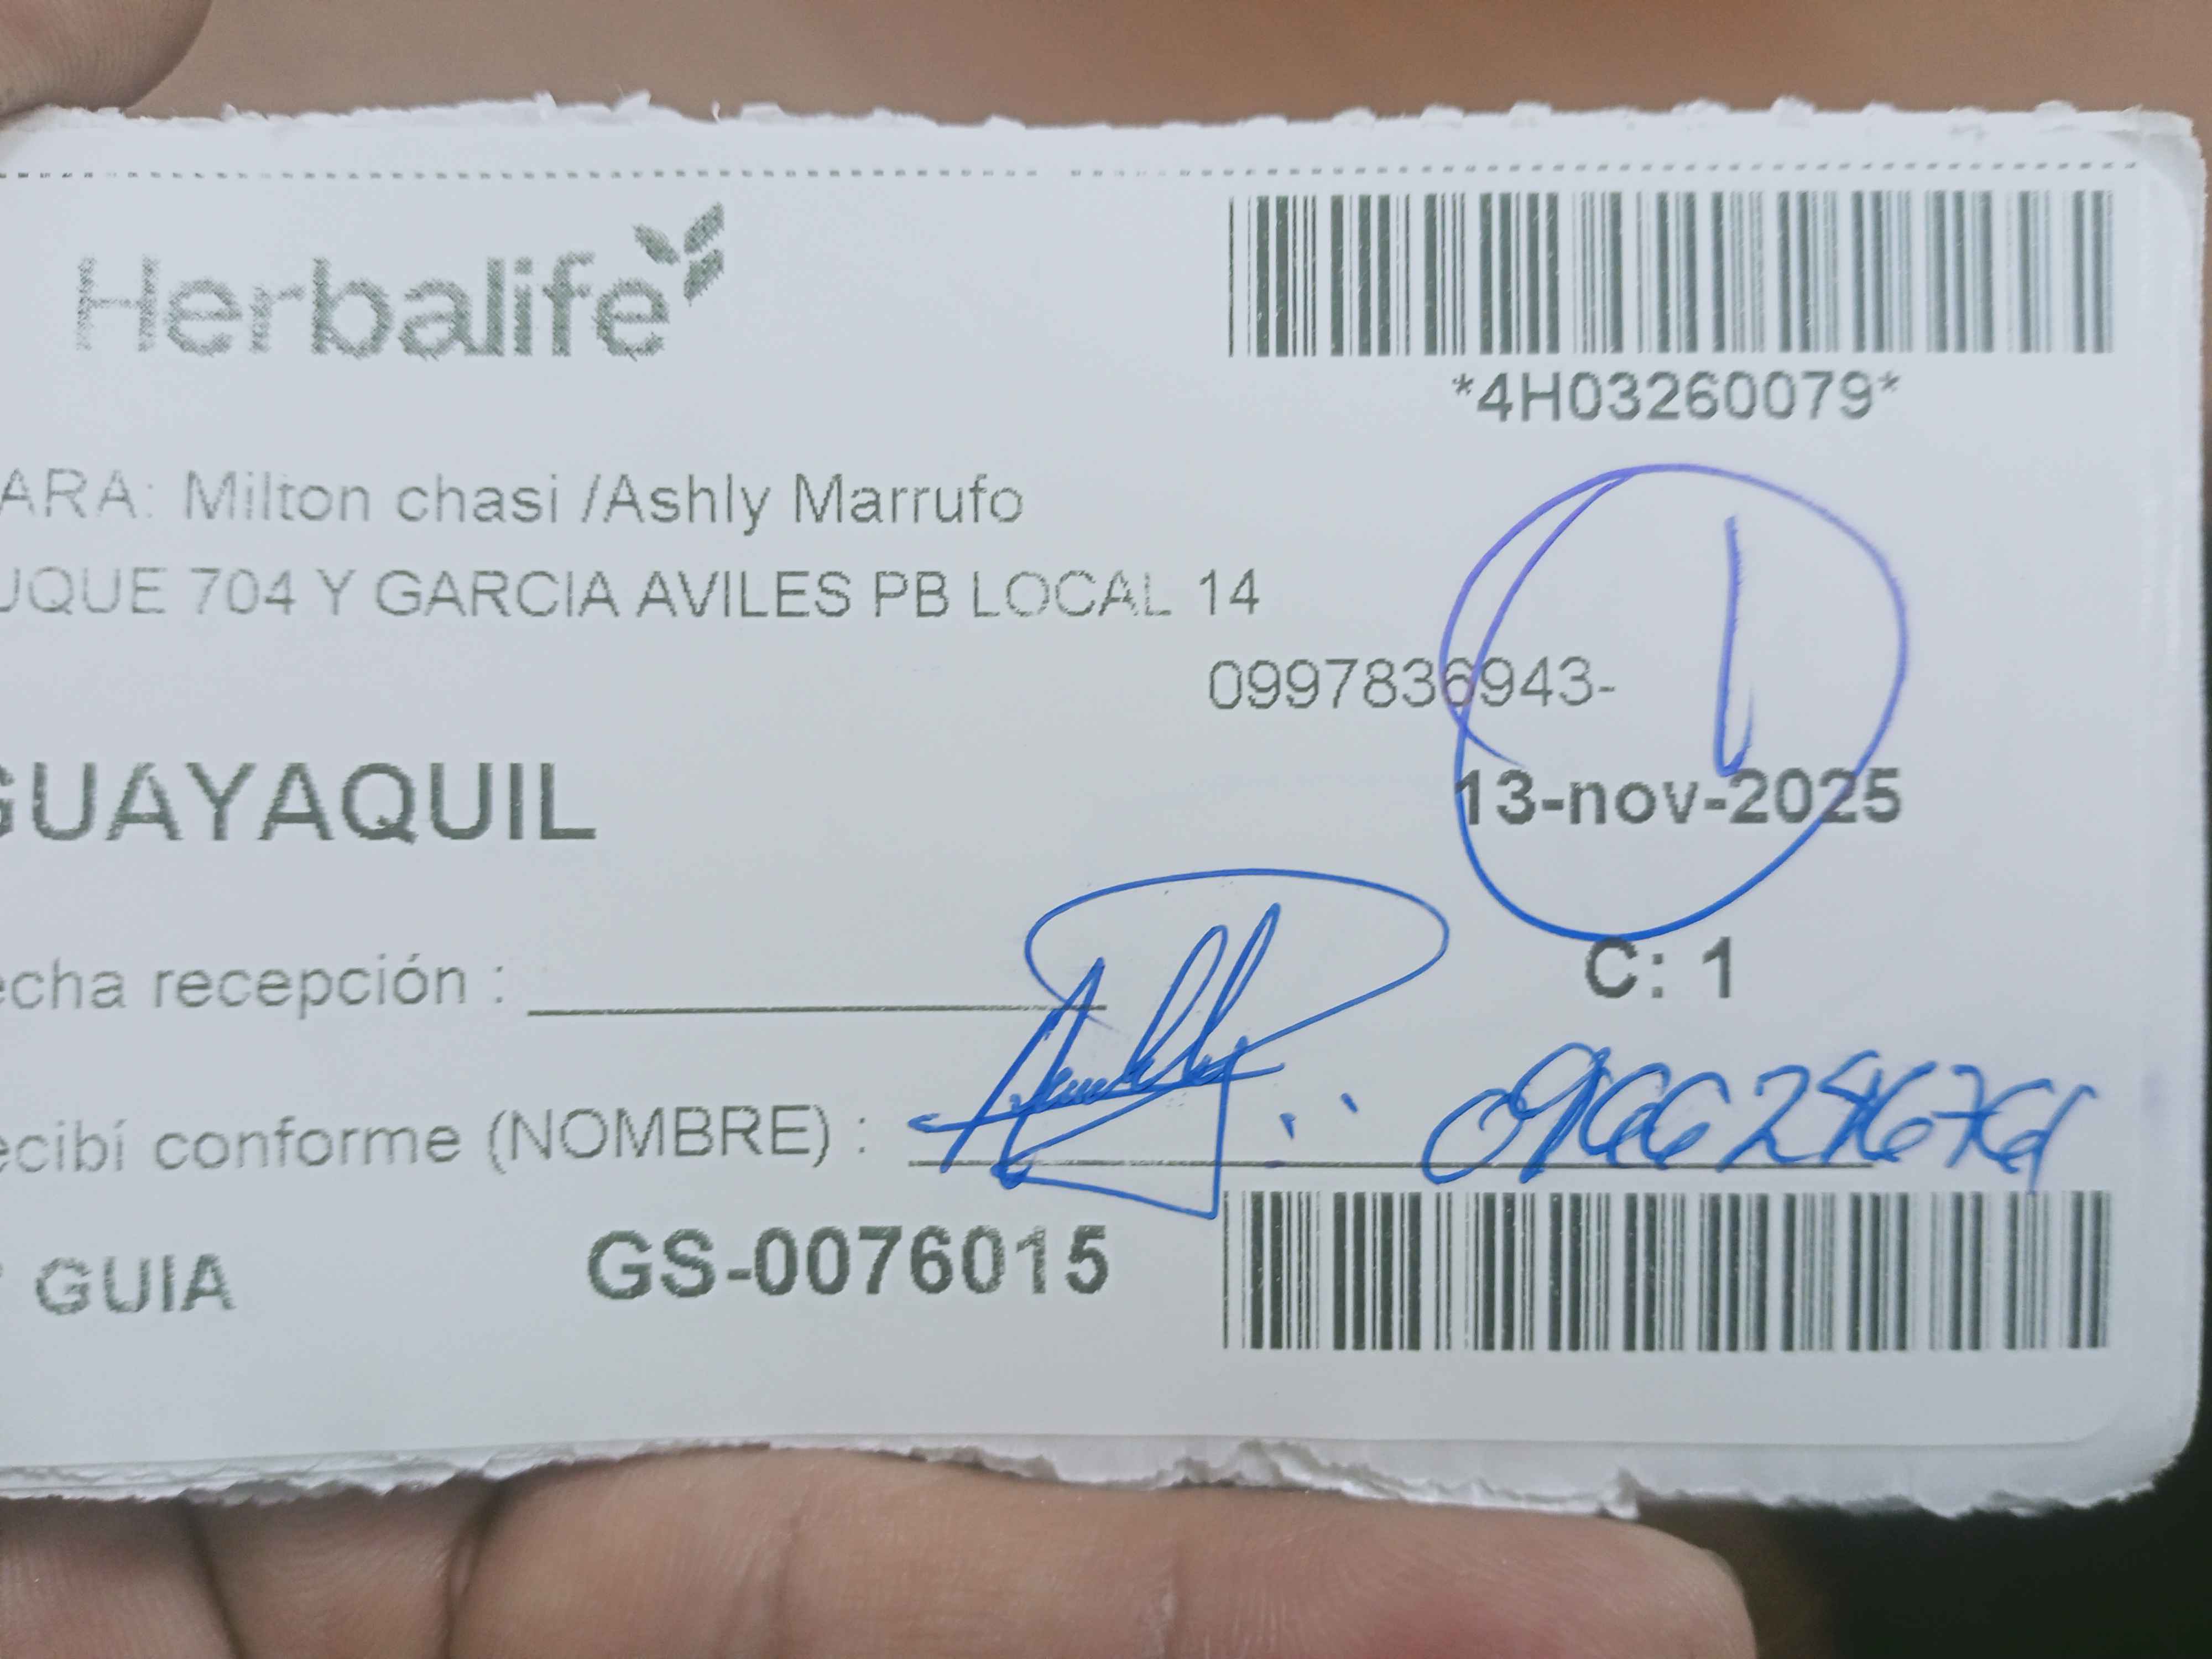 Herbalife
*4H03260079*
ARA: Milton chasi /Ashly Marrufo
UQUE 704 Y GARCIA AVILES PB LOCAL 14
0997836943-
1
GUAYAQUIL
13-nov-2025
echa recepción :
C: 1
ecibí conforme (NOMBRE) :
GUIA
GS-0076015